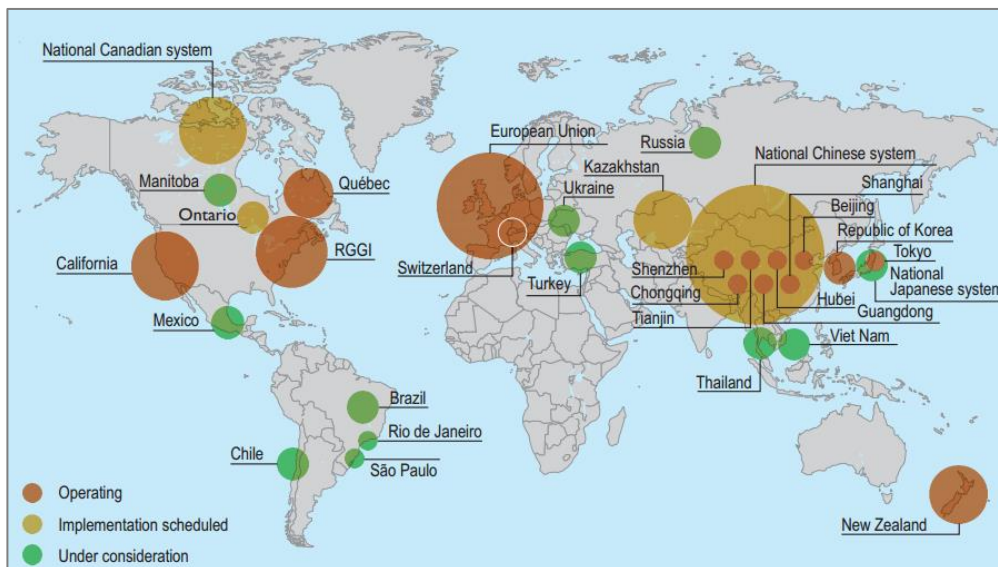 National Canadian system
European Union
Russia
National Chinese system
Kazakhstan
Shanghai
Manitoba
Québec
Ukraine
Beijing
Ontario
Republic of Korea
California
RGGI
Switzerland
Tokyo
Shenzhen
National
Japanese system
Turkey
Chongqing
Hubei
Mexico
Tianjin
Guangdong
Viet Nam
Thailand
Brazil
Rio de Janeiro
Chile
São Paulo
Operating
Implementation scheduled
New Zealand
Under consideration